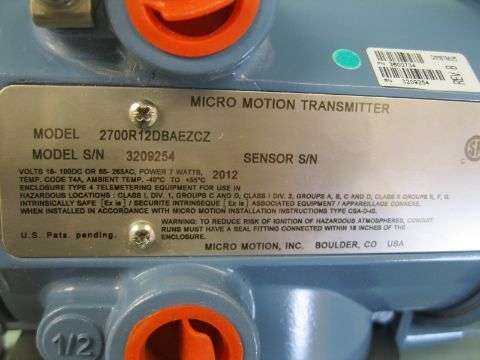 PN 3600734
SN 3209254
REV. B
MICRO MOTION TRANSMITTER
MODEL 2700R12DBAEZCZ
MODEL S/N 3209254 2012 SENSOR S/N
VOLTS 18- 100DC OR 85- 265AC, POWER 7 WATTS,
TEMP. CODE T4A, AMBIENT TEMP. -40°C TO +55°C
ENCLOSURE TYPE 4 TELEMETERING EQUIPMENT FOR USE IN
HAZARDOUS LOCATIONS : CLASS I, DIV. 1, GROUPS C AND D, CLASS I DIV. 2, GROUPS A, B, C AND D, CLASS II GROUPS E, F, G.
INTRINSICALLY SAFE [Ex ia] / SECURITE INTRINSEQUE [Ex ia] ASSOCIATED EQUIPMENT / APPAREILLAGE CONNEXE.
WHEN INSTALLED IN ACCORDANCE WITH MICRO MOTION INSTALLATION INSTRUCTIONS TYPE CSA-D-IS.
WARNING: TO REDUCE RISK OF IGNITION OF HAZARDOUS ATMOSPHERES, CONDUIT
RUNS MUST HAVE A SEAL FITTING CONNECTED WITHIN 18 INCHES OF THE
ENCLOSURE.
U.S. Pats. pending.
MICRO MOTION, INC. BOULDER, CO USA
1/2